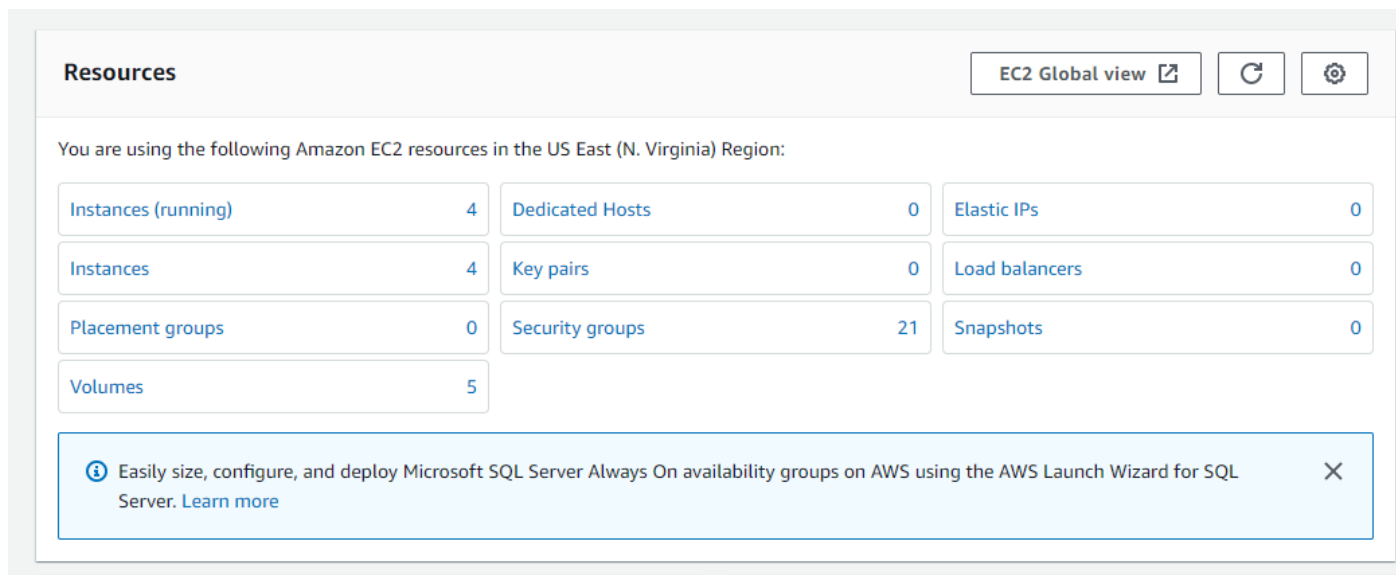 Resources
EC2 Global view
You are using the following Amazon EC2 resources in the US East (N. Virginia) Region:
Instances (running) 4
Dedicated Hosts 0
Elastic IPs 0
Instances 4
Key pairs 0
Load balancers 0
Placement groups 0
Security groups 21
Snapshots 0
Volumes 5
Easily size, configure, and deploy Microsoft SQL Server Always On availability groups on AWS using the AWS Launch Wizard for SQL
Server. Learn more